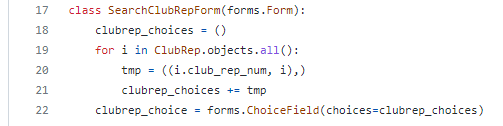 17 class SearchClubRepForm(forms.Form):
18     clubrep_choices = ()
19     for i in ClubRep.objects.all():
20         tmp = ((i.club_rep_num, i),)
21         clubrep_choices += tmp
22     clubrep_choice = forms.ChoiceField(choices=clubrep_choices)